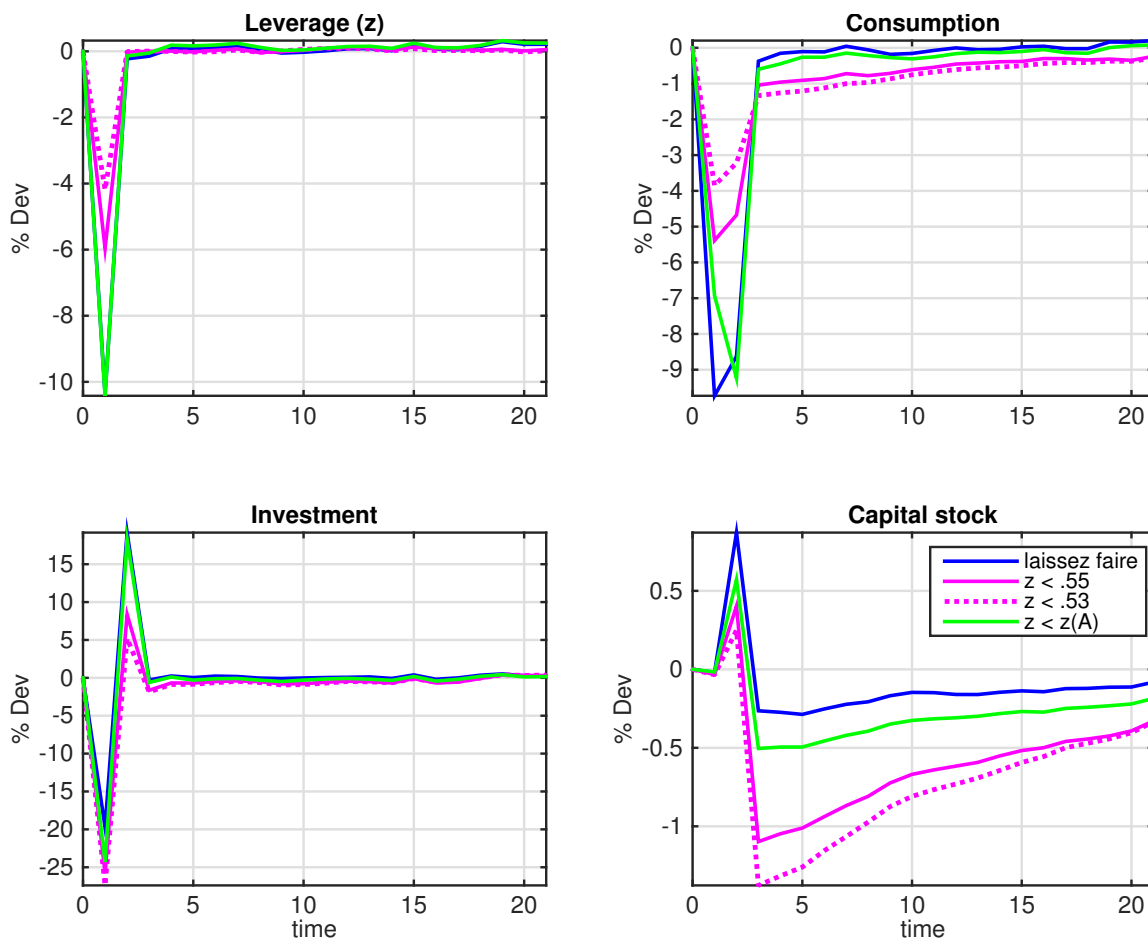 Leverage (z)
% Dev
0
-2
-4
-6
-8
-10
0 5 10 15 20
Consumption
% Dev
0
-1
-2
-3
-4
-5
-6
-7
-8
-9
0 5 10 15 20
Investment
% Dev
15
10
5
0
-5
-10
-15
-20
-25
0 5 10 15 20
time
Capital stock
% Dev
0.5
0
-0.5
-1
0 5 10 15 20
time
laissez faire
z < .55
z < .53
z < z(A)